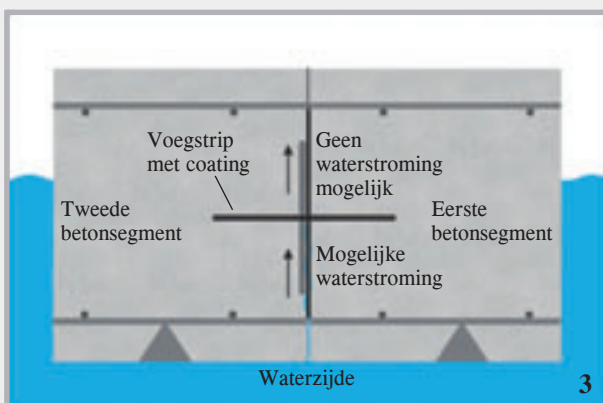 Voegstrip
met coating
Geen
waterstroming
mogelijk
Tweede
betonsegment
Eerste
betonsegment
Mogelijke
waterstroming
Waterzijde
3